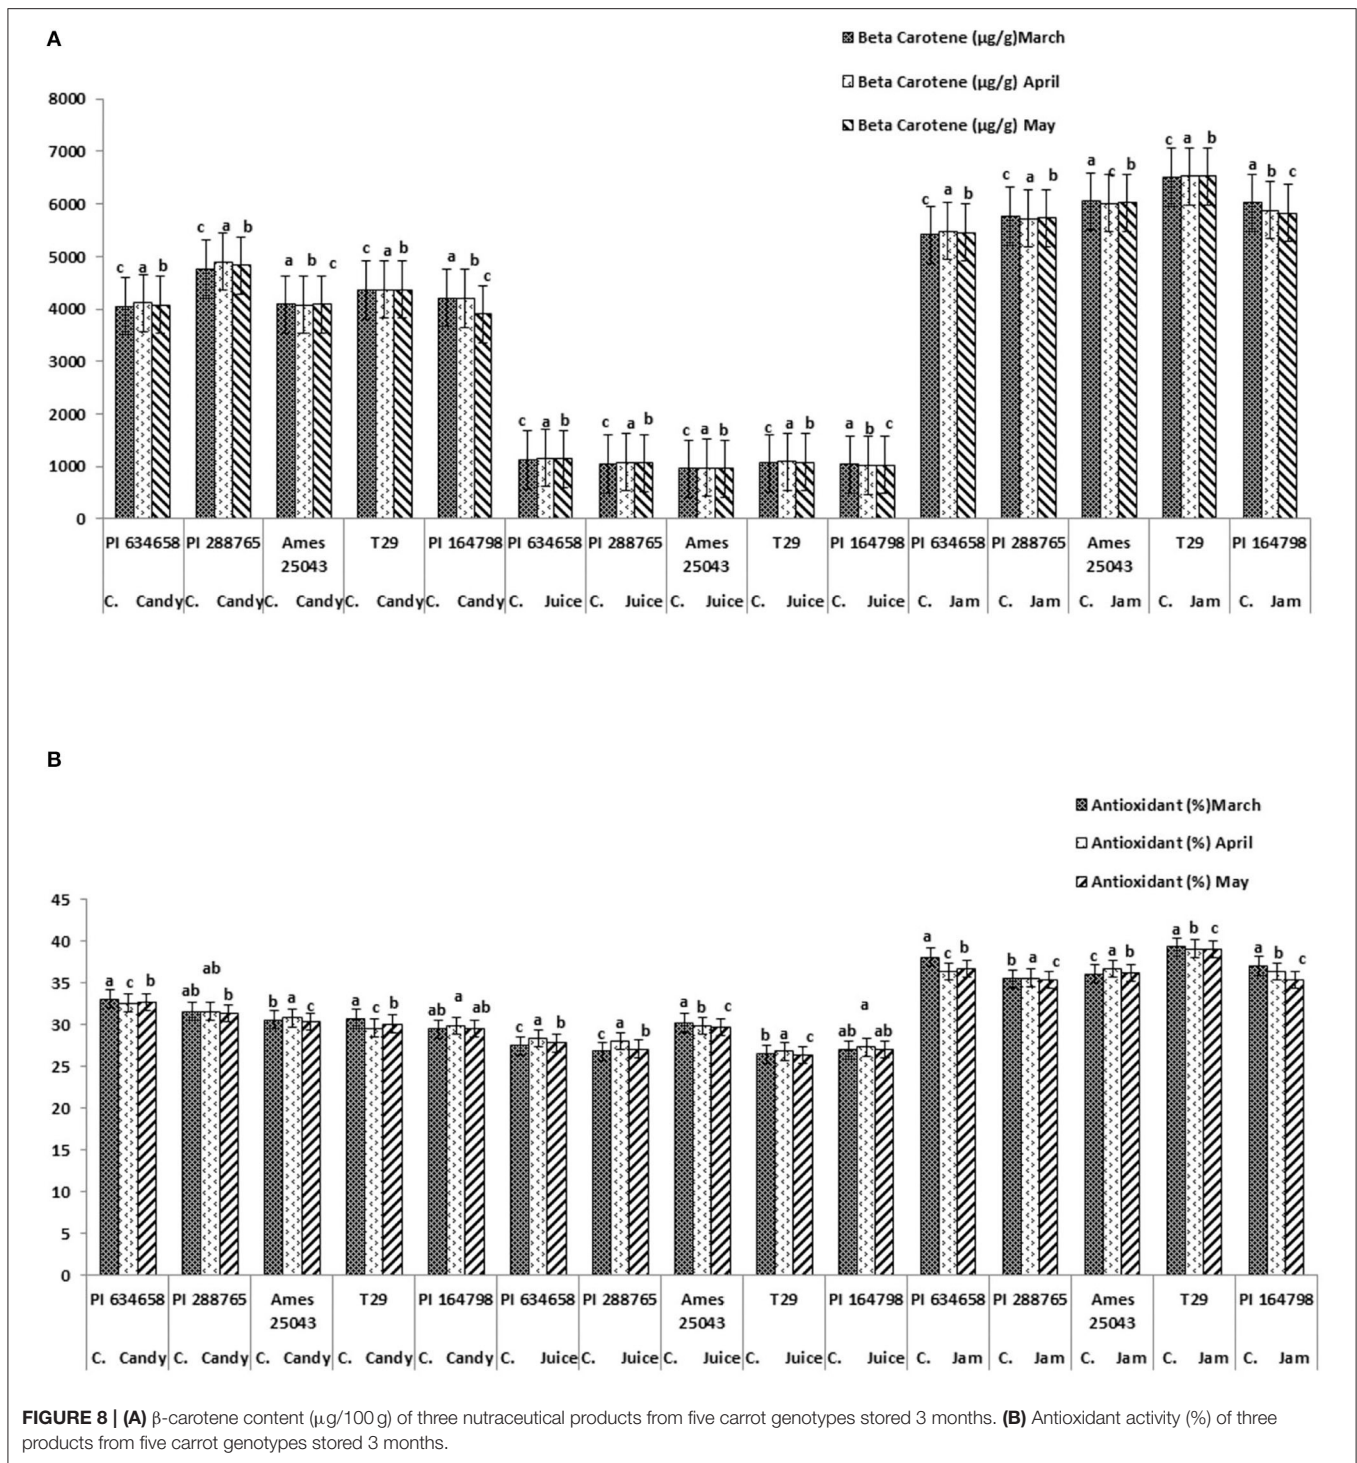 A
Beta Carotene (µg/g)March
Beta Carotene (µg/g) April
Beta Carotene (µg/g) May
8000
7000
6000
5000
4000
3000
2000
1000
0
c a b c a b a b c c a b a b c c a b c a b c a b c a b a b c c a b c a b a c b c a b a b c
PI 634658 PI 288765 Ames 25043 T29 PI 164798 PI 634658 PI 288765 Ames 25043 T29 PI 164798 PI 634658 PI 288765 Ames 25043 T29 PI 164798
C. Candy C. Candy C. Candy C. Candy C. Candy C. Juice C. Juice C. Juice C. Juice C. Juice C. Jam C. Jam C. Jam C. Jam C. Jam
B
Antioxidant (%)March
Antioxidant (%) April
Antioxidant (%) May
45
40
35
30
25
20
15
10
5
0
a c b ab ab b b a c a c b ab a ab c a b c a b a b c b a c ab a ab a c b b a c c a b a b c a b c
PI 634658 PI 288765 Ames 25043 T29 PI 164798 PI 634658 PI 288765 Ames 25043 T29 PI 164798 PI 634658 PI 288765 Ames 25043 T29 PI 164798
C. Candy C. Candy C. Candy C. Candy C. Candy C. Juice C. Juice C. Juice C. Juice C. Juice C. Jam C. Jam C. Jam C. Jam C. Jam
FIGURE 8 | (A) β-carotene content (µg/100 g) of three nutraceutical products from five carrot genotypes stored 3 months. (B) Antioxidant activity (%) of three
products from five carrot genotypes stored 3 months.